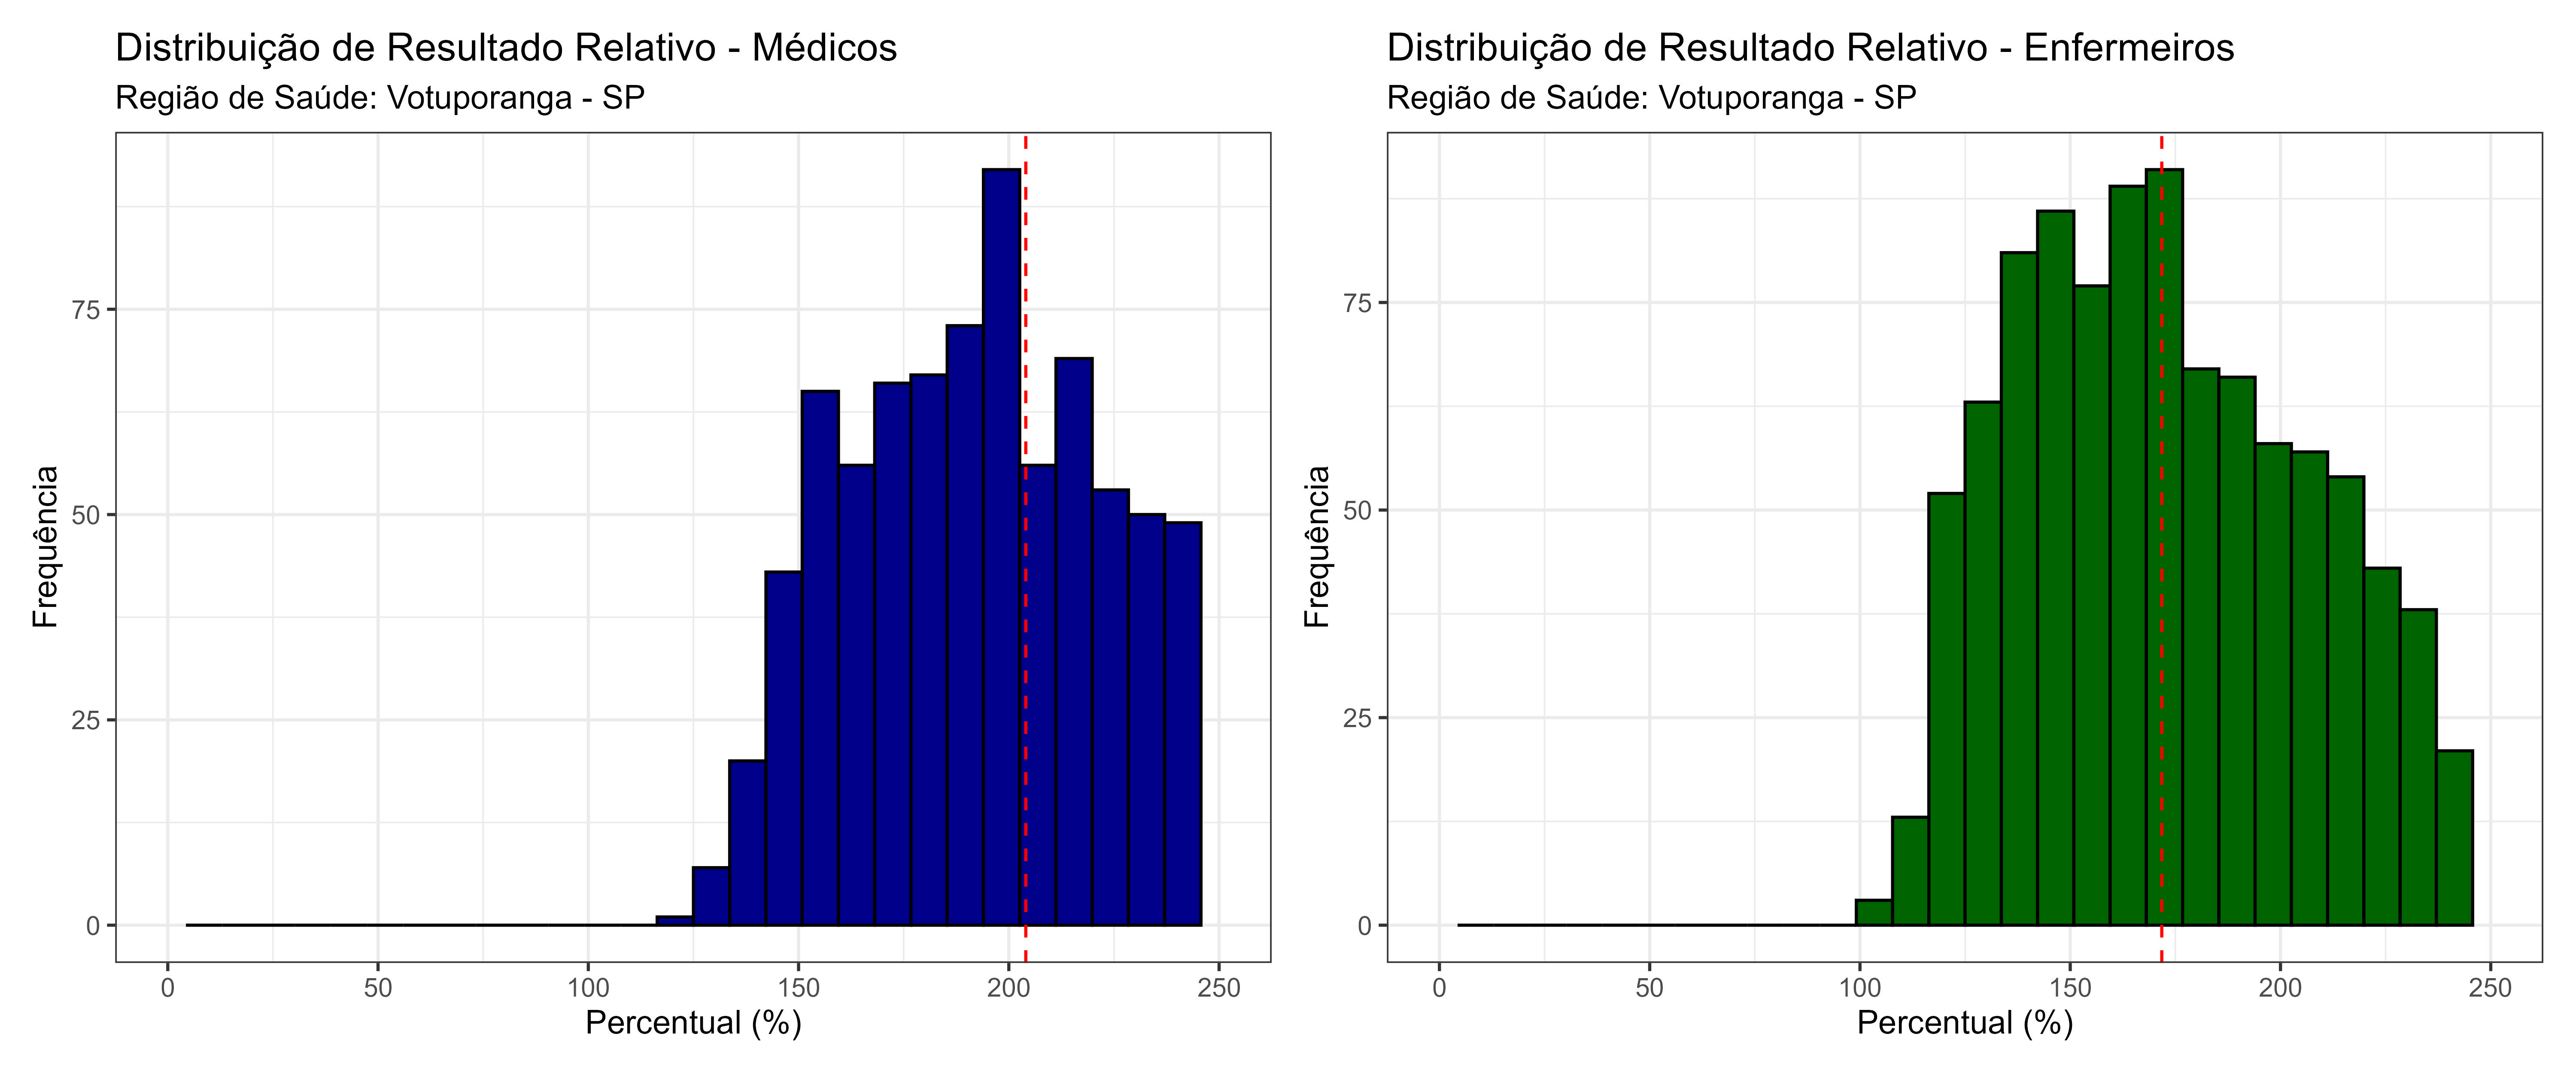 Distribuição de Resultado Relativo - Médicos
Região de Saúde: Votuporanga - SP
Frequência
75
50
25
0
0 50 100 150 200 250
Percentual (%)
Distribuição de Resultado Relativo - Enfermeiros
Região de Saúde: Votuporanga - SP
Frequência
75
50
25
0
0 50 100 150 200 250
Percentual (%)